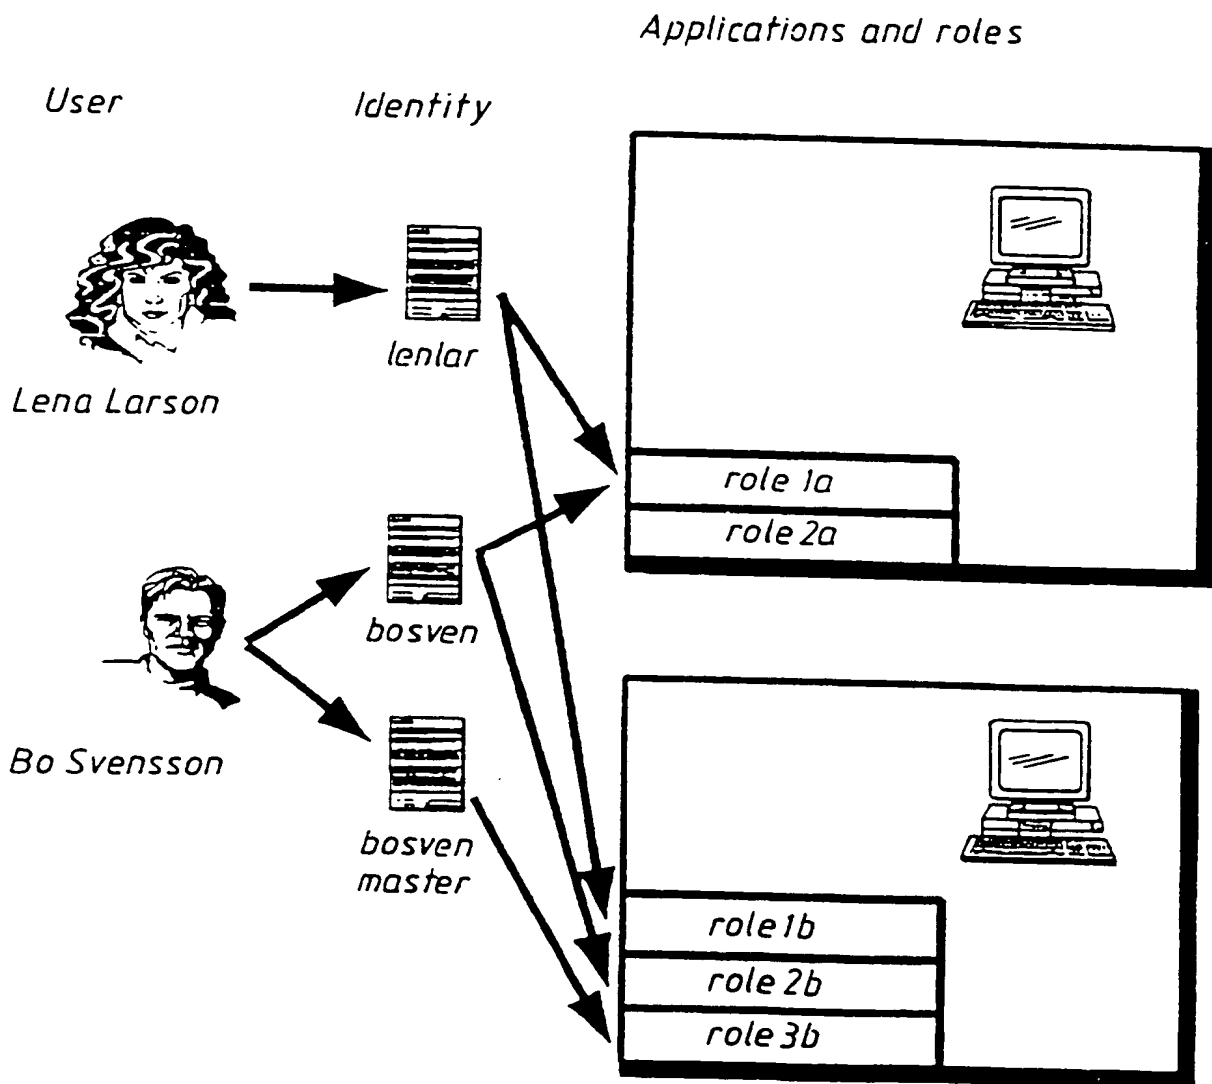 Applications and roles
User
Identity
lenlar
Lena Larson
role 1a
role 2a
bosven
Bo Svensson
bosven
master
role 1b
role 2b
role 3b